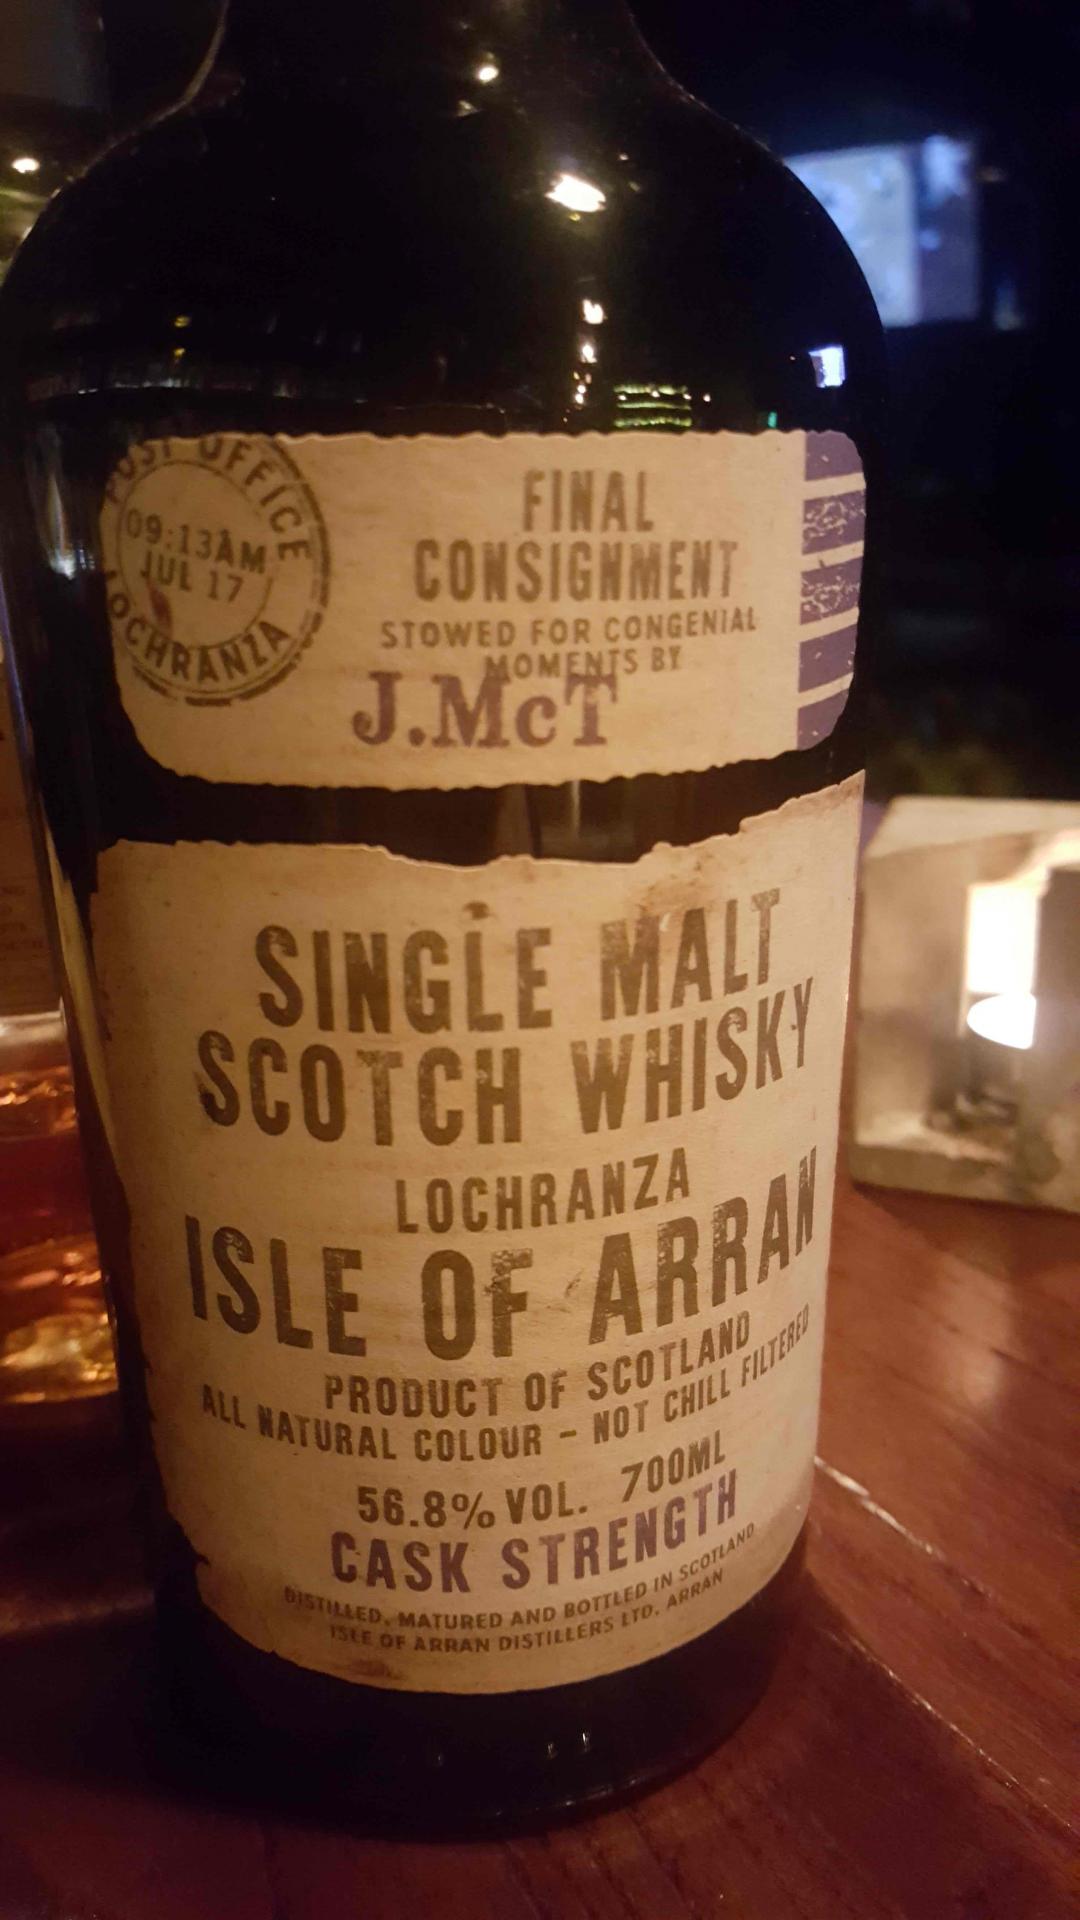 POST OFFICE
09:13AM
JUL 17
LOCHRANZA
FINAL
CONSIGNMENT
STOWED FOR CONGENIAL
MOMENTS BY
J.McT
SINGLE MALT
SCOTCH WHISKY
LOCHRANZA
ISLE OF ARRAN
PRODUCT OF SCOTLAND
ALL NATURAL COLOUR - NOT CHILL FILTERED
56.8% VOL. 700ML
CASK STRENGTH
DISTILLED, MATURED AND BOTTLED IN SCOTLAND
ISLE OF ARRAN DISTILLERS LTD. ARRAN